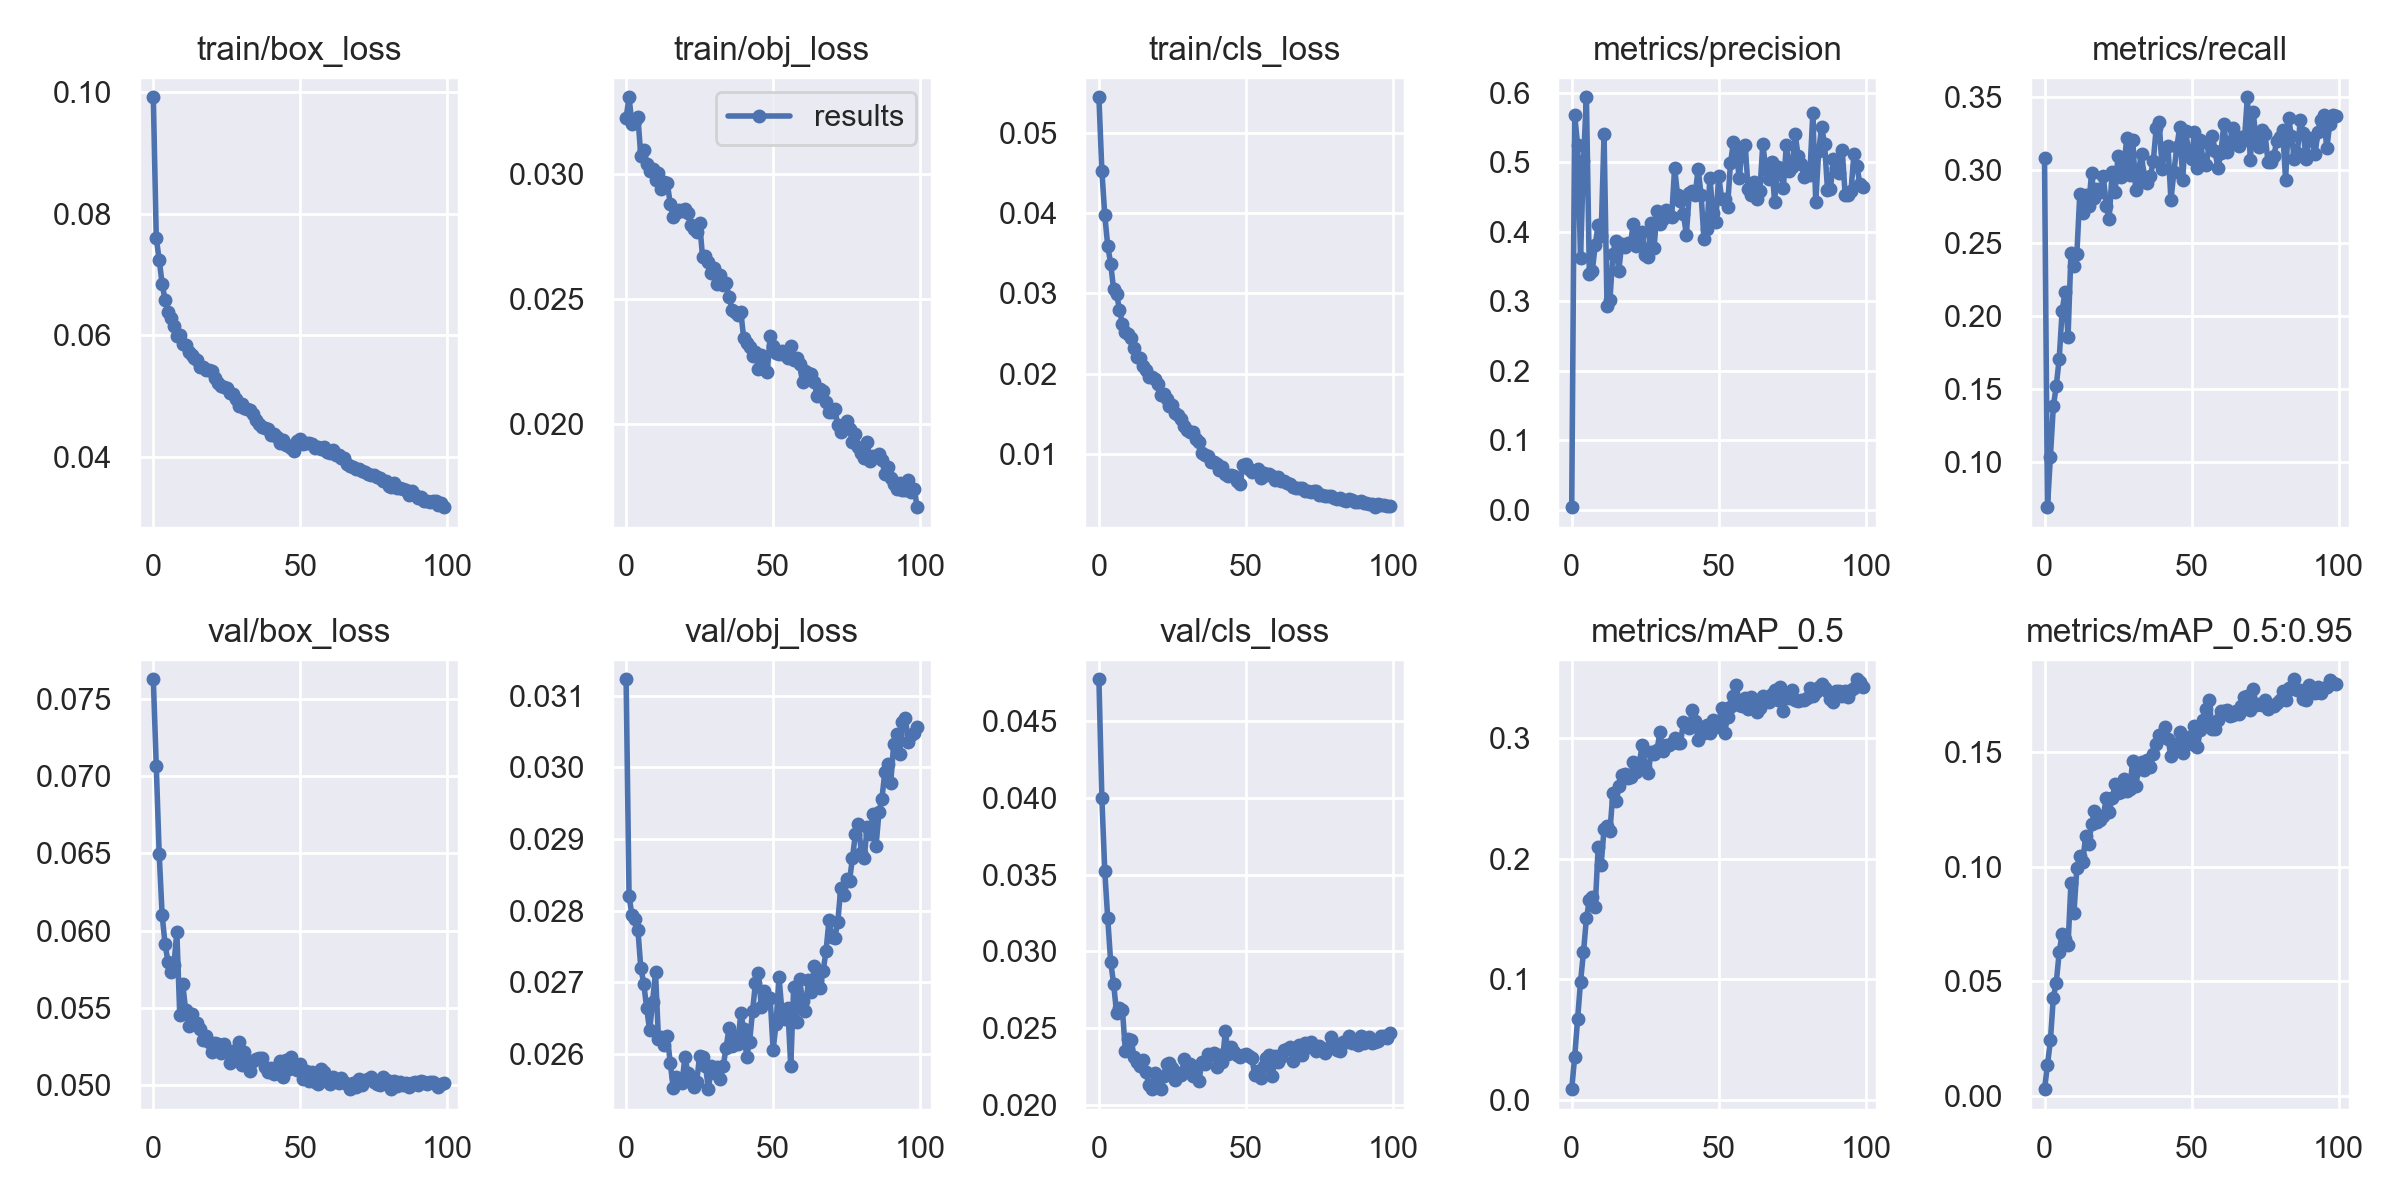 train/box_loss
0.10
0.08
0.06
0.04
0 50 100
train/obj_loss
results
0.030
0.025
0.020
0 50 100
train/cls_loss
0.05
0.04
0.03
0.02
0.01
0 50 100
metrics/precision
0.6
0.5
0.4
0.3
0.2
0.1
0.0
0 50 100
metrics/recall
0.35
0.30
0.25
0.20
0.15
0.10
0 50 100
val/box_loss
0.075
0.070
0.065
0.060
0.055
0.050
0 50 100
val/obj_loss
0.031
0.030
0.029
0.028
0.027
0.026
0 50 100
val/cls_loss
0.045
0.040
0.035
0.030
0.025
0.020
0 50 100
metrics/mAP_0.5
0.3
0.2
0.1
0.0
0 50 100
metrics/mAP_0.5:0.95
0.15
0.10
0.05
0.00
0 50 100